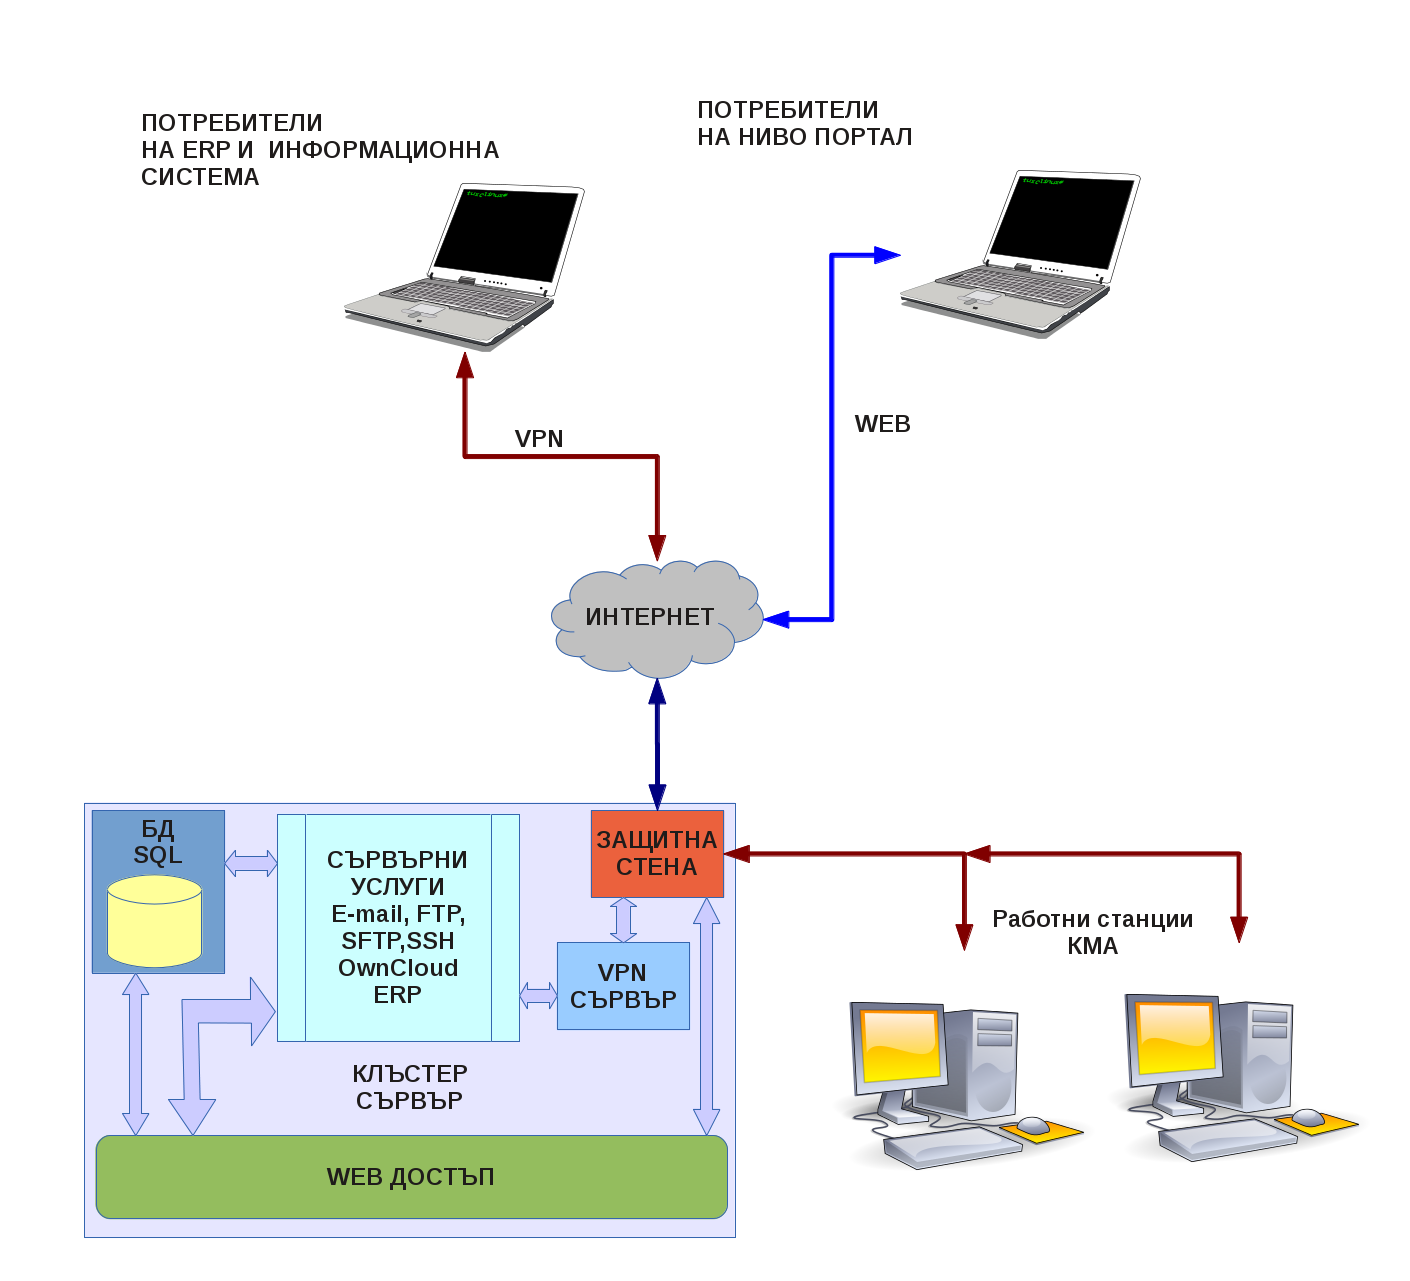 ПОТРЕБИТЕЛИ
НА ERP И  ИНФОРМАЦИОННА
СИСТЕМА
ПОТРЕБИТЕЛИ
НА НИВО ПОРТАЛ
VPN
WEB
ИНТЕРНЕТ
БД
SQL
СЪРВЪРНИ
УСЛУГИ
E-mail, FTP,
SFTP,SSH
OwnCloud
ERP
ЗАЩИТНА
СТЕНА
VPN
СЪРВЪР
КЛЪСТЕР
СЪРВЪР
WEB ДОСТЪП
Работни станции
КМА